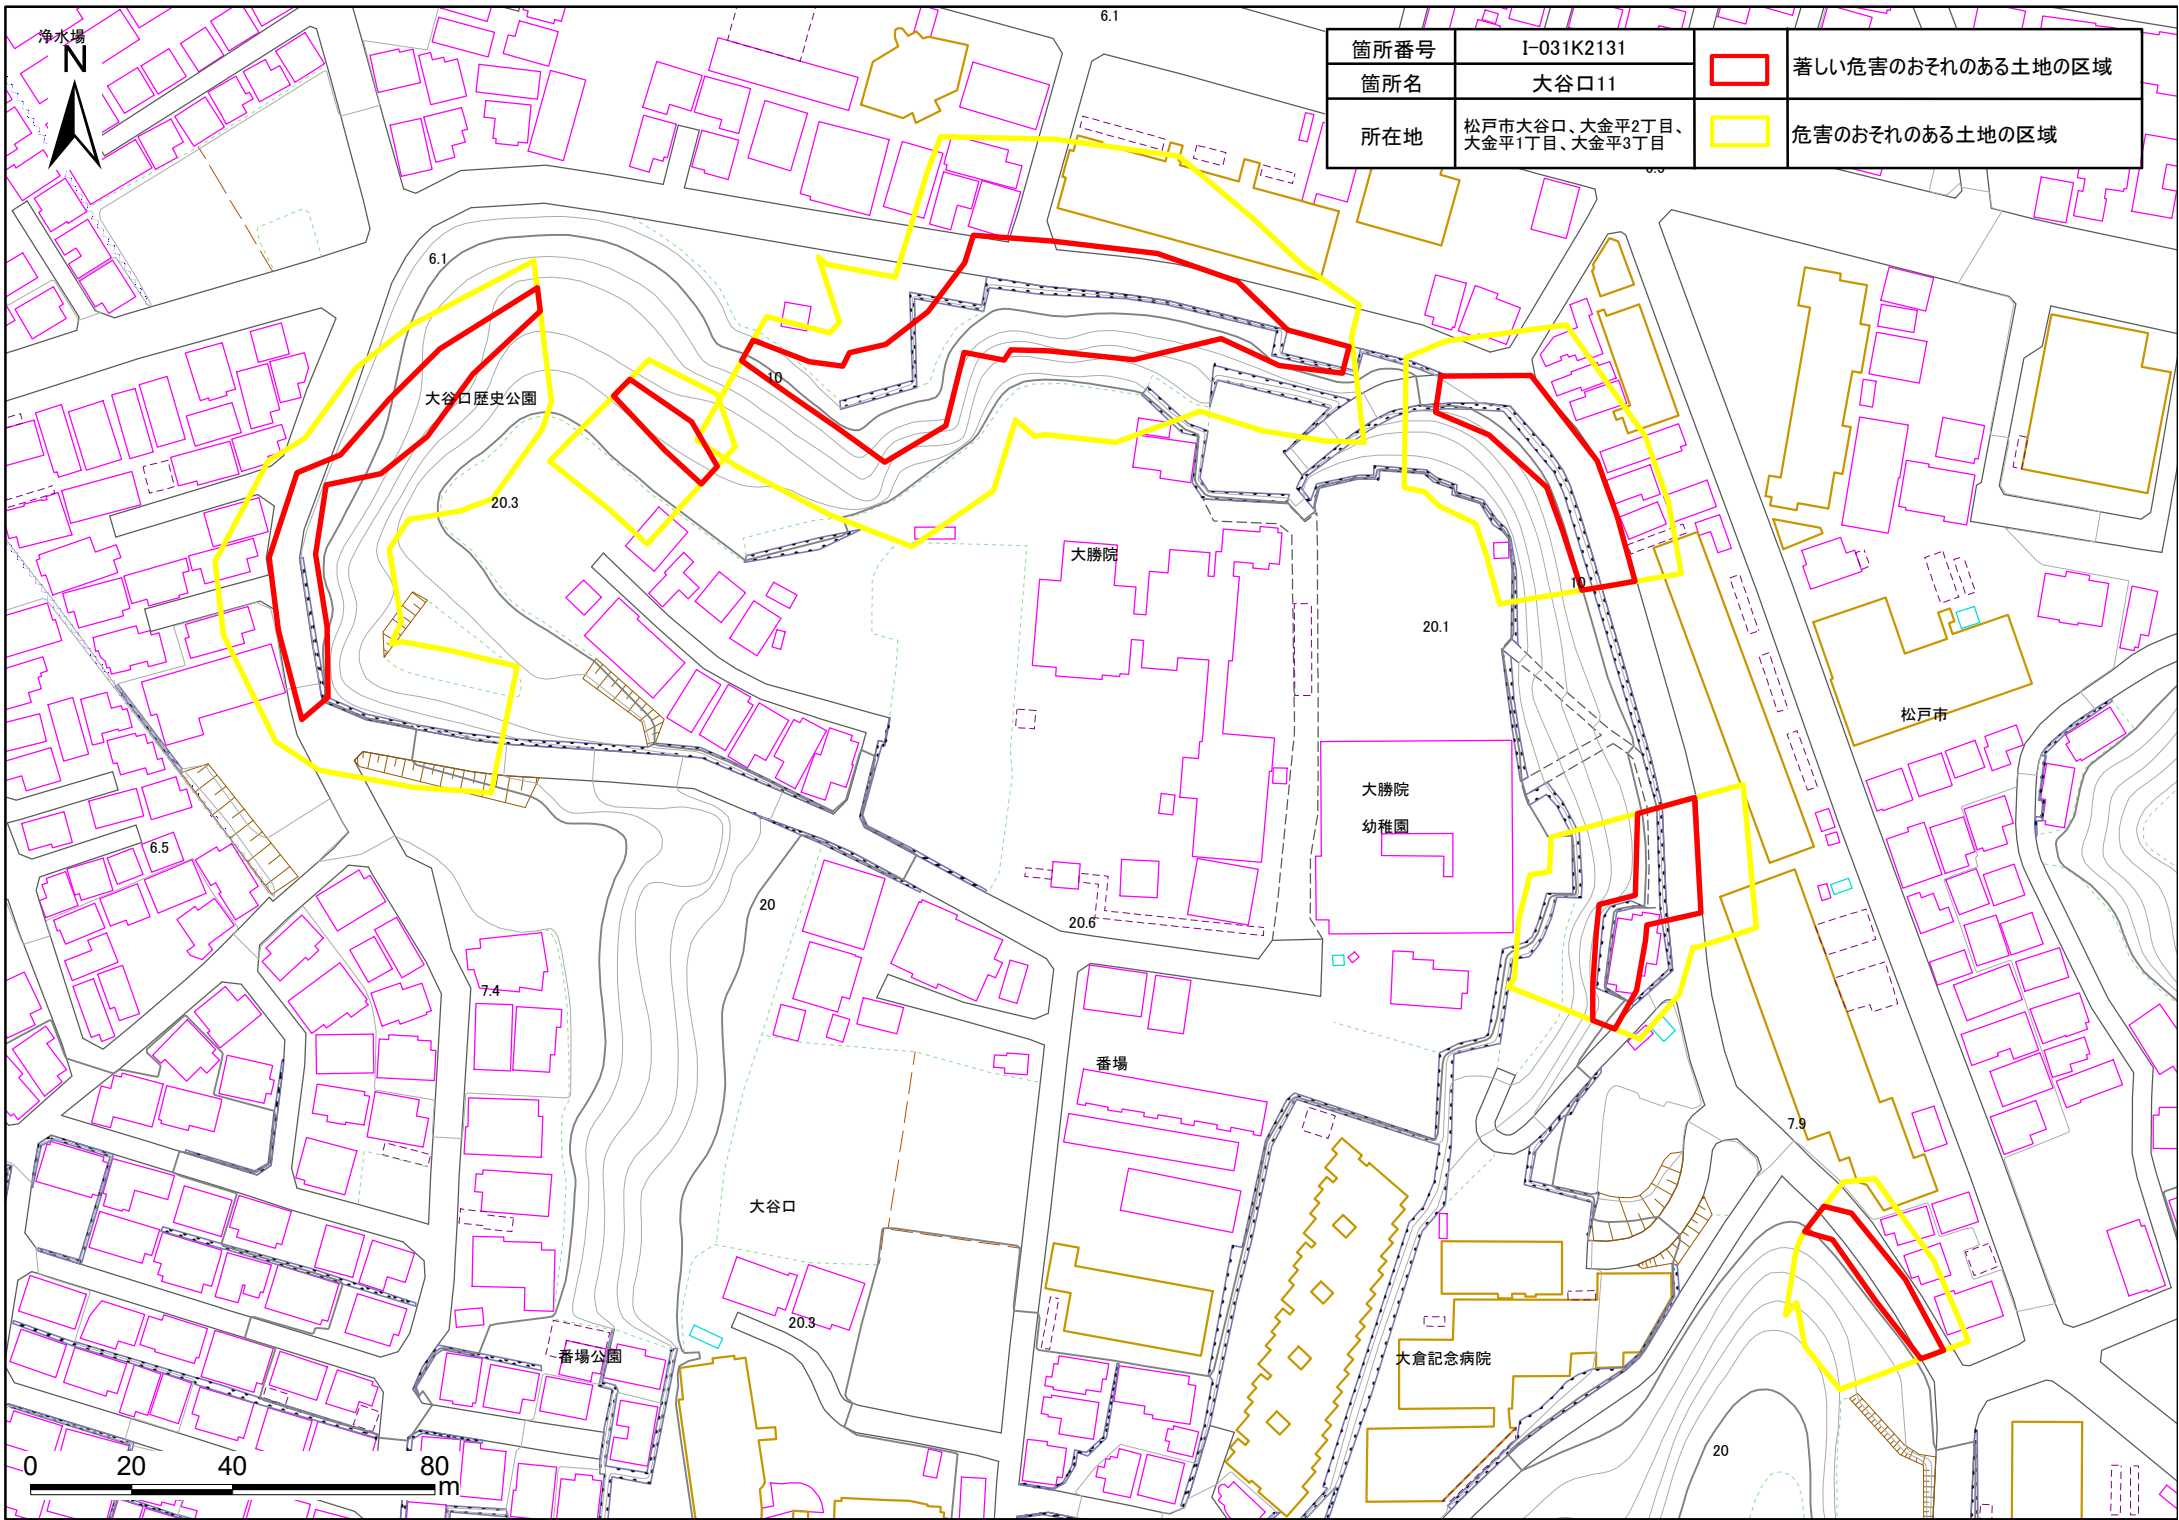 浄水場
N
6.1
箇所番号
I-031K2131
箇所名
大谷口11
所在地
松戸市大谷口、大金平2丁目、
大金平1丁目、大金平3丁目
著しい危害のおそれのある土地の区域
危害のおそれのある土地の区域
6.1
10
大谷口歴史公園
20.3
大勝院
10
20.1
松戸市
大勝院
幼稚園
6.5
20
20.6
7.4
番場
7.9
大谷口
20.3
番場公園
大倉記念病院
20
0 20 40 80
m